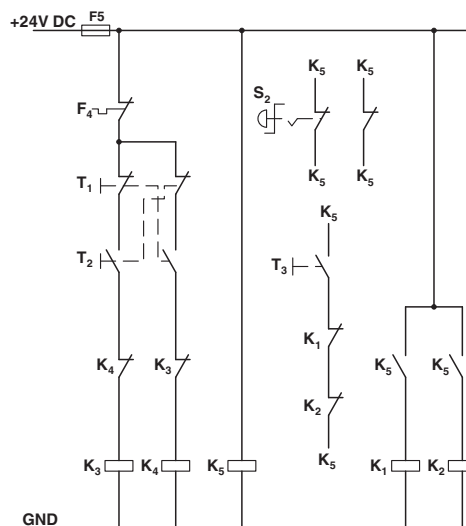 +24V DC F5
K5 K5
S2
F4
K5 K5
T1
K5
T2 T3
K1
K4 K3 K5 K5
K2
K5
K3 K4 K5 K1 K2
GND